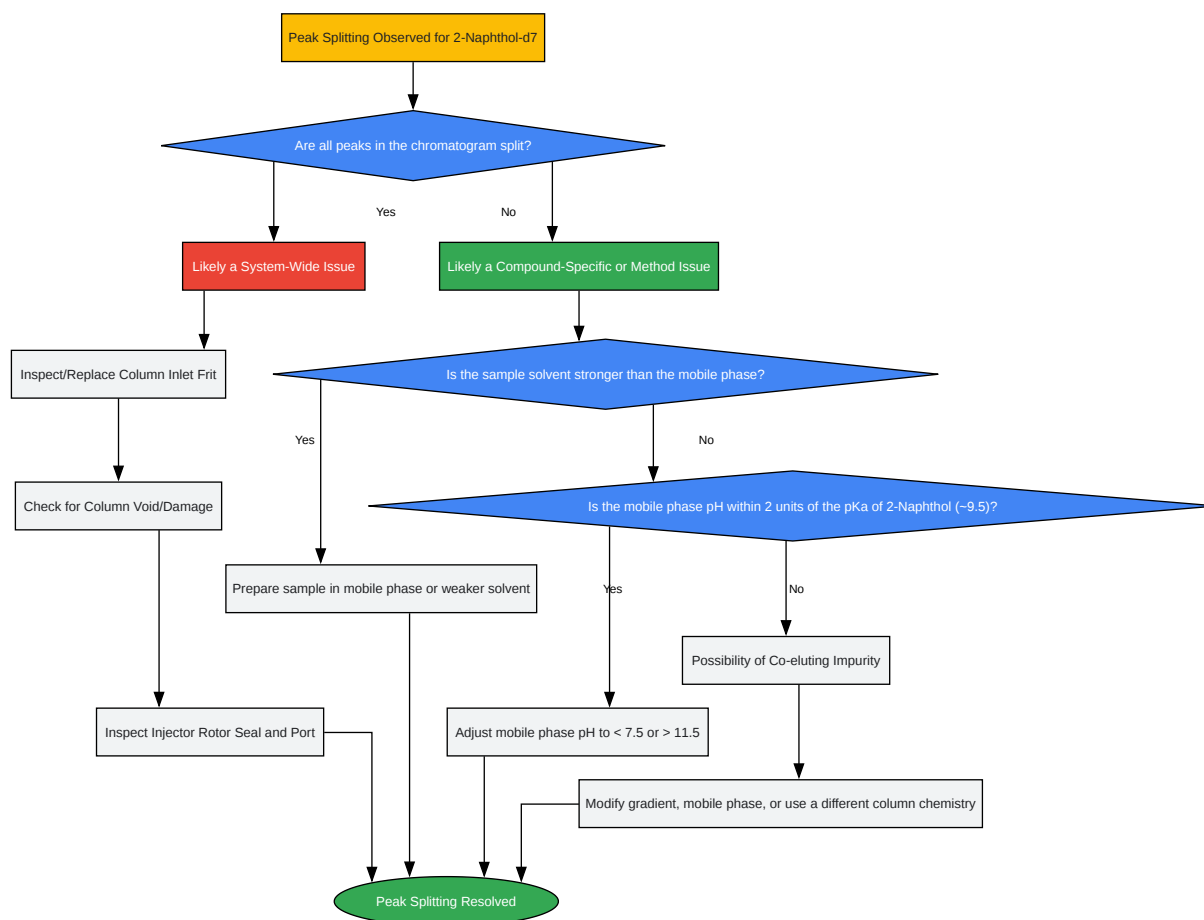 Peak Splitting Observed for 2-Naphthol-d7
Are all peaks in the chromatogram split?
Yes
No
Likely a System-Wide Issue
Likely a Compound-Specific or Method Issue
Inspect/Replace Column Inlet Frit
Is the sample solvent stronger than the mobile phase?
Yes
No
Check for Column Void/Damage
Is the mobile phase pH within 2 units of the pKa of 2-Naphthol (~9.5)?
Prepare sample in mobile phase or weaker solvent
Yes
No
Possibility of Co-eluting Impurity
Inspect Injector Rotor Seal and Port
Adjust mobile phase pH to < 7.5 or > 11.5
Modify gradient, mobile phase, or use a different column chemistry
Peak Splitting Resolved